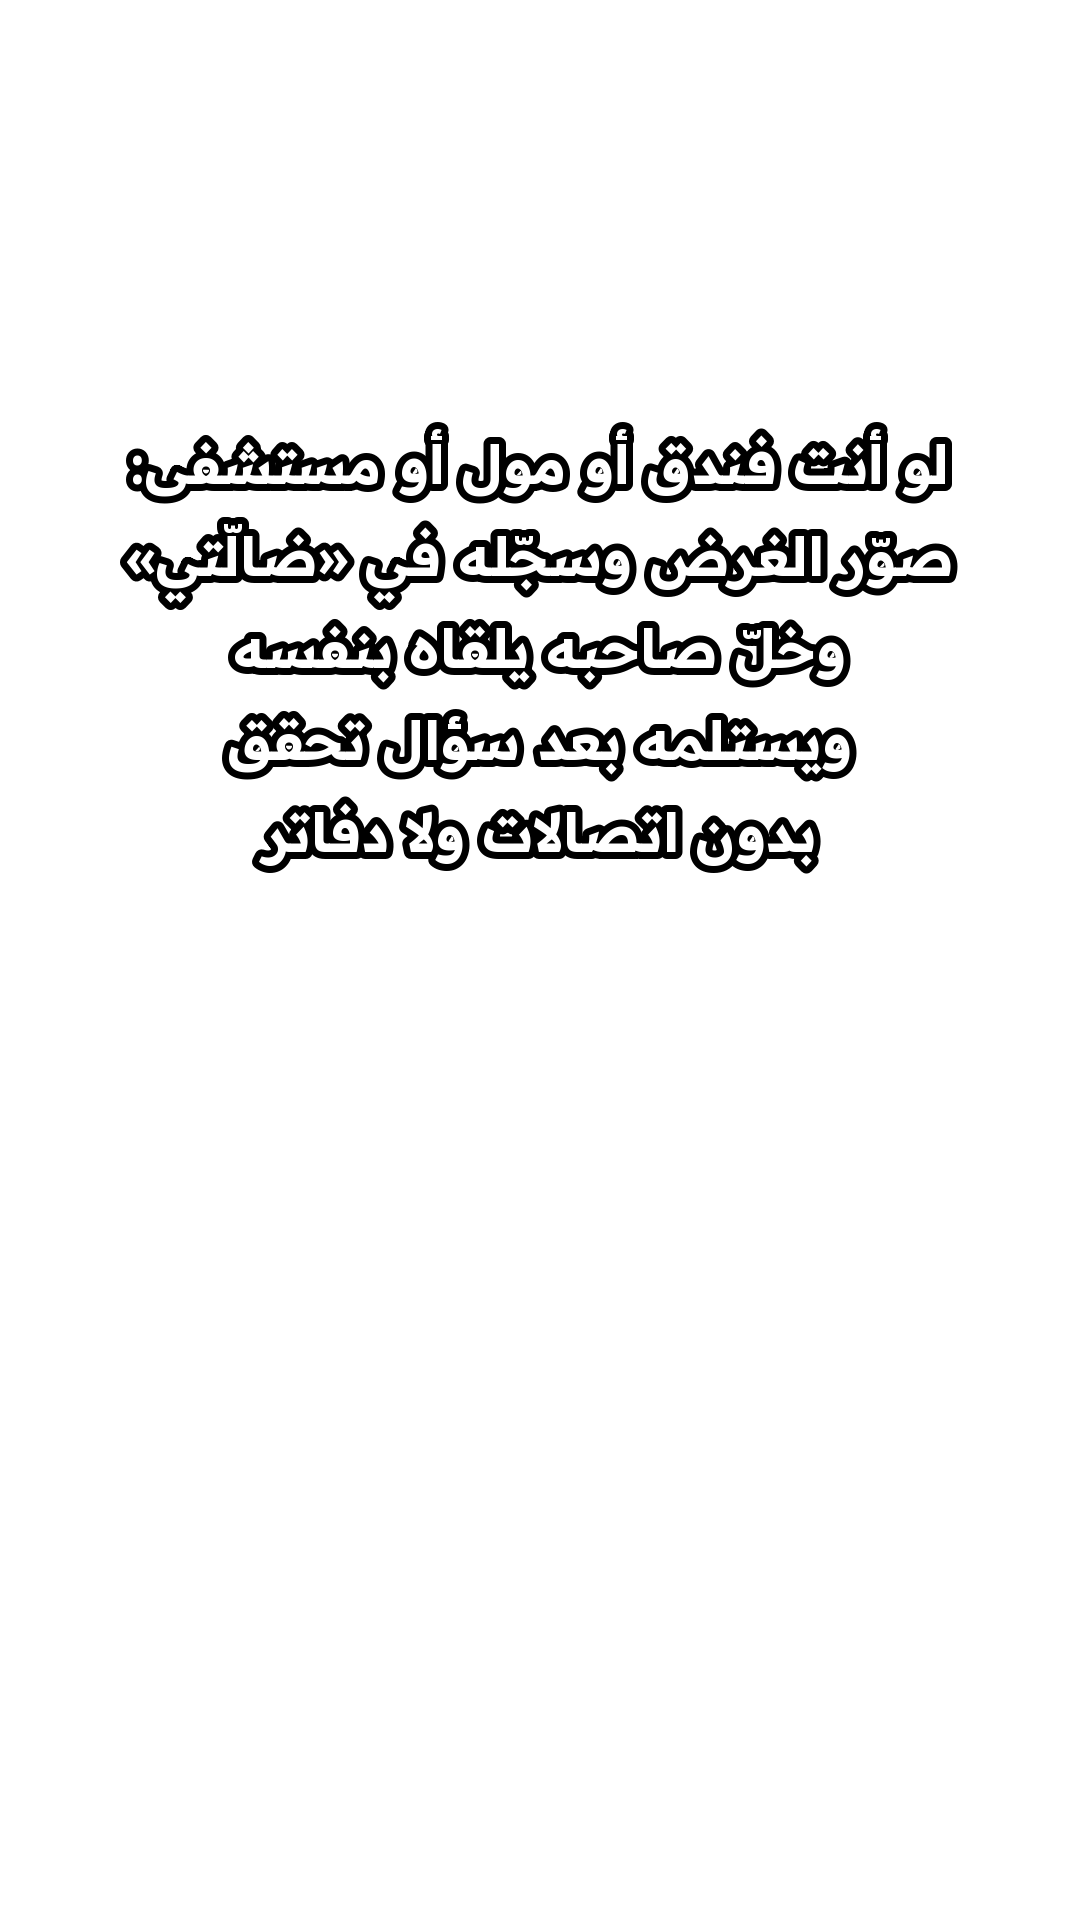 لو أنت فندق أو مول أو مستشفى:
صوّر الغرض وسجّله في «ضالّتي»
وخلّ صاحبه يلقاه بنفسه
ويستلمه بعد سؤال تحقق
بدون اتصالات ولا دفاتر